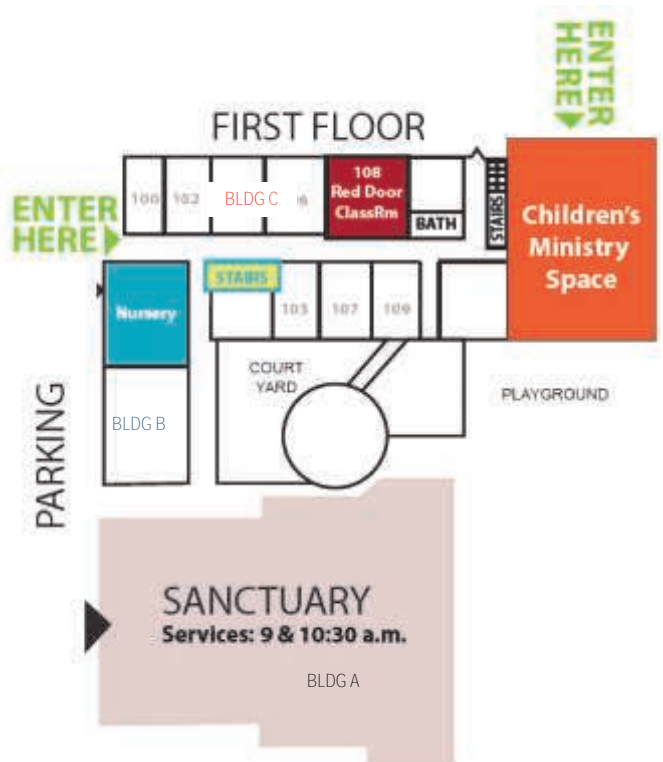 ENTER
HERE
FIRST FLOOR
100
102
BLDG C
108
Red Door
ClassRm
BATH
STAIRS
Children's
Ministry
Space
ENTER
HERE
Nursery
STAIRS
105
107
109
COURT
YARD
PLAYGROUND
BLDG B
PARKING
SANCTUARY
Services: 9 & 10:30 a.m.
BLDG A